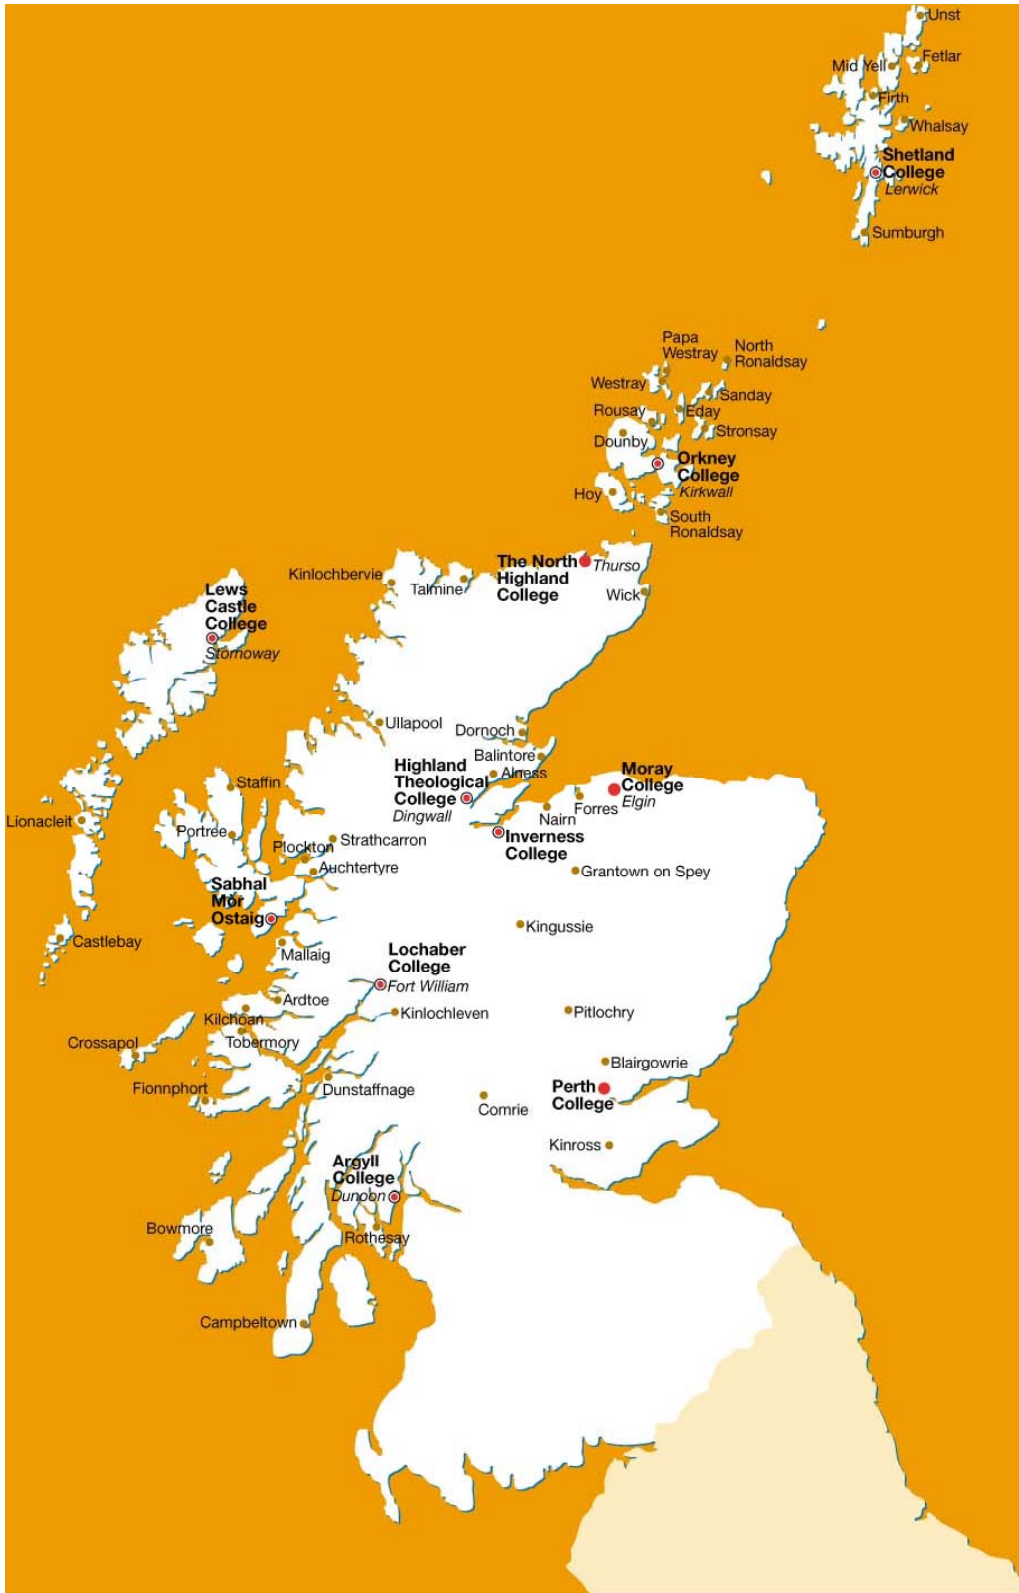 Unst
Fetlar
Mid Yell
Firth
Whalsay
Shetland
College
Lerwick
Sumburgh
Papa
Westray
North
Ronaldsay
Westray
Sanday
Rousay
Eday
Dounby
Stronsay
Orkney
College
Kirkwall
Hoy
South
Ronaldsay
The North
Highland
College
Thurso
Kinlochbervie
Talmine
Wick
Lews
Castle
College
Stornoway
Ullapool
Dornoch
Balintore
Alness
Highland
Theological
College
Dingwall
Moray
College
Elgin
Forres
Nairn
Inverness
College
Staffin
Lionacleit
Portree
Strathcarron
Plockton
Auchtertyre
Grantown on Spey
Sabhal
Mor
Ostaig
Kingussie
Castlebay
Mallaig
Lochaber
College
Fort William
Ardtoe
Kinlochleven
Pitlochry
Kilchoan
Tobermory
Crossapol
Blairgowrie
Fionnphort
Dunstaffnage
Perth
College
Comrie
Kinross
Argyll
College
Dunoon
Bowmore
Rothesay
Campbeltown